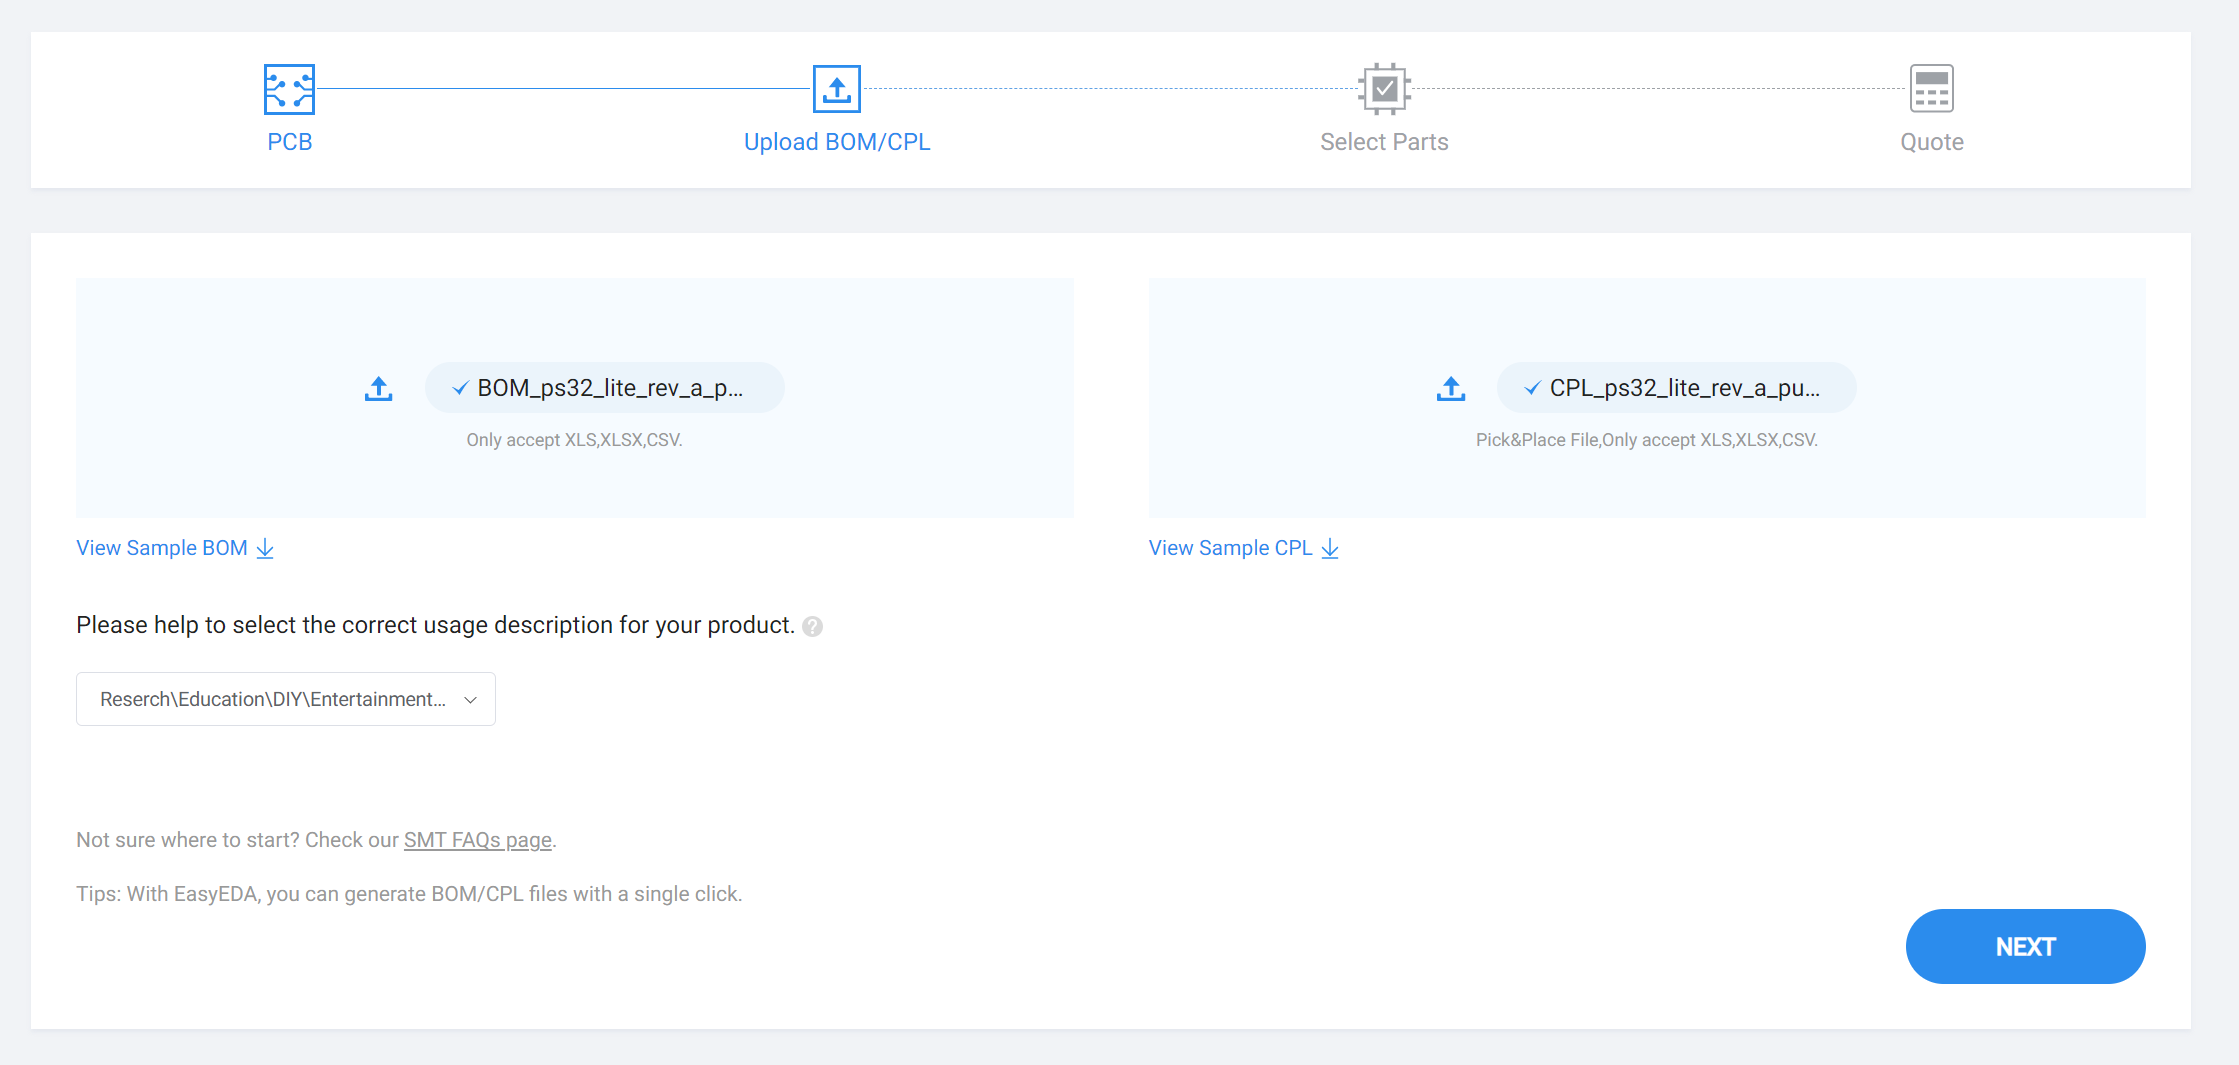 PCB
Upload BOM/CPL
Select Parts
Quote
BOM_ps32_lite_rev_a_p...
Only accept XLS,XLSX,CSV.
CPL_ps32_lite_rev_a_pu...
Pick&Place File,Only accept XLS,XLSX,CSV.
View Sample BOM
View Sample CPL
Please help to select the correct usage description for your product. ?
Reserch\Education\DIY\Entertainment...
Not sure where to start? Check our SMT FAQs page.
Tips: With EasyEDA, you can generate BOM/CPL files with a single click.
NEXT